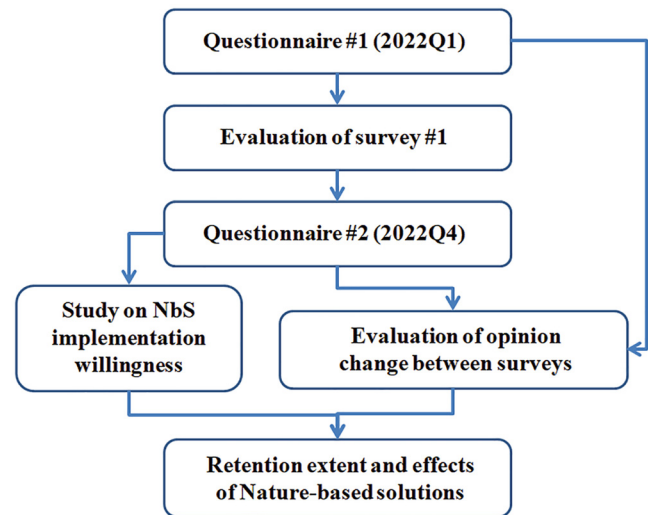 Questionnaire #1 (2022Q1)
Evaluation of survey #1
Questionnaire #2 (2022Q4)
Study on NbS
implementation
willingness
Evaluation of opinion
change between surveys
Retention extent and effects
of Nature-based solutions